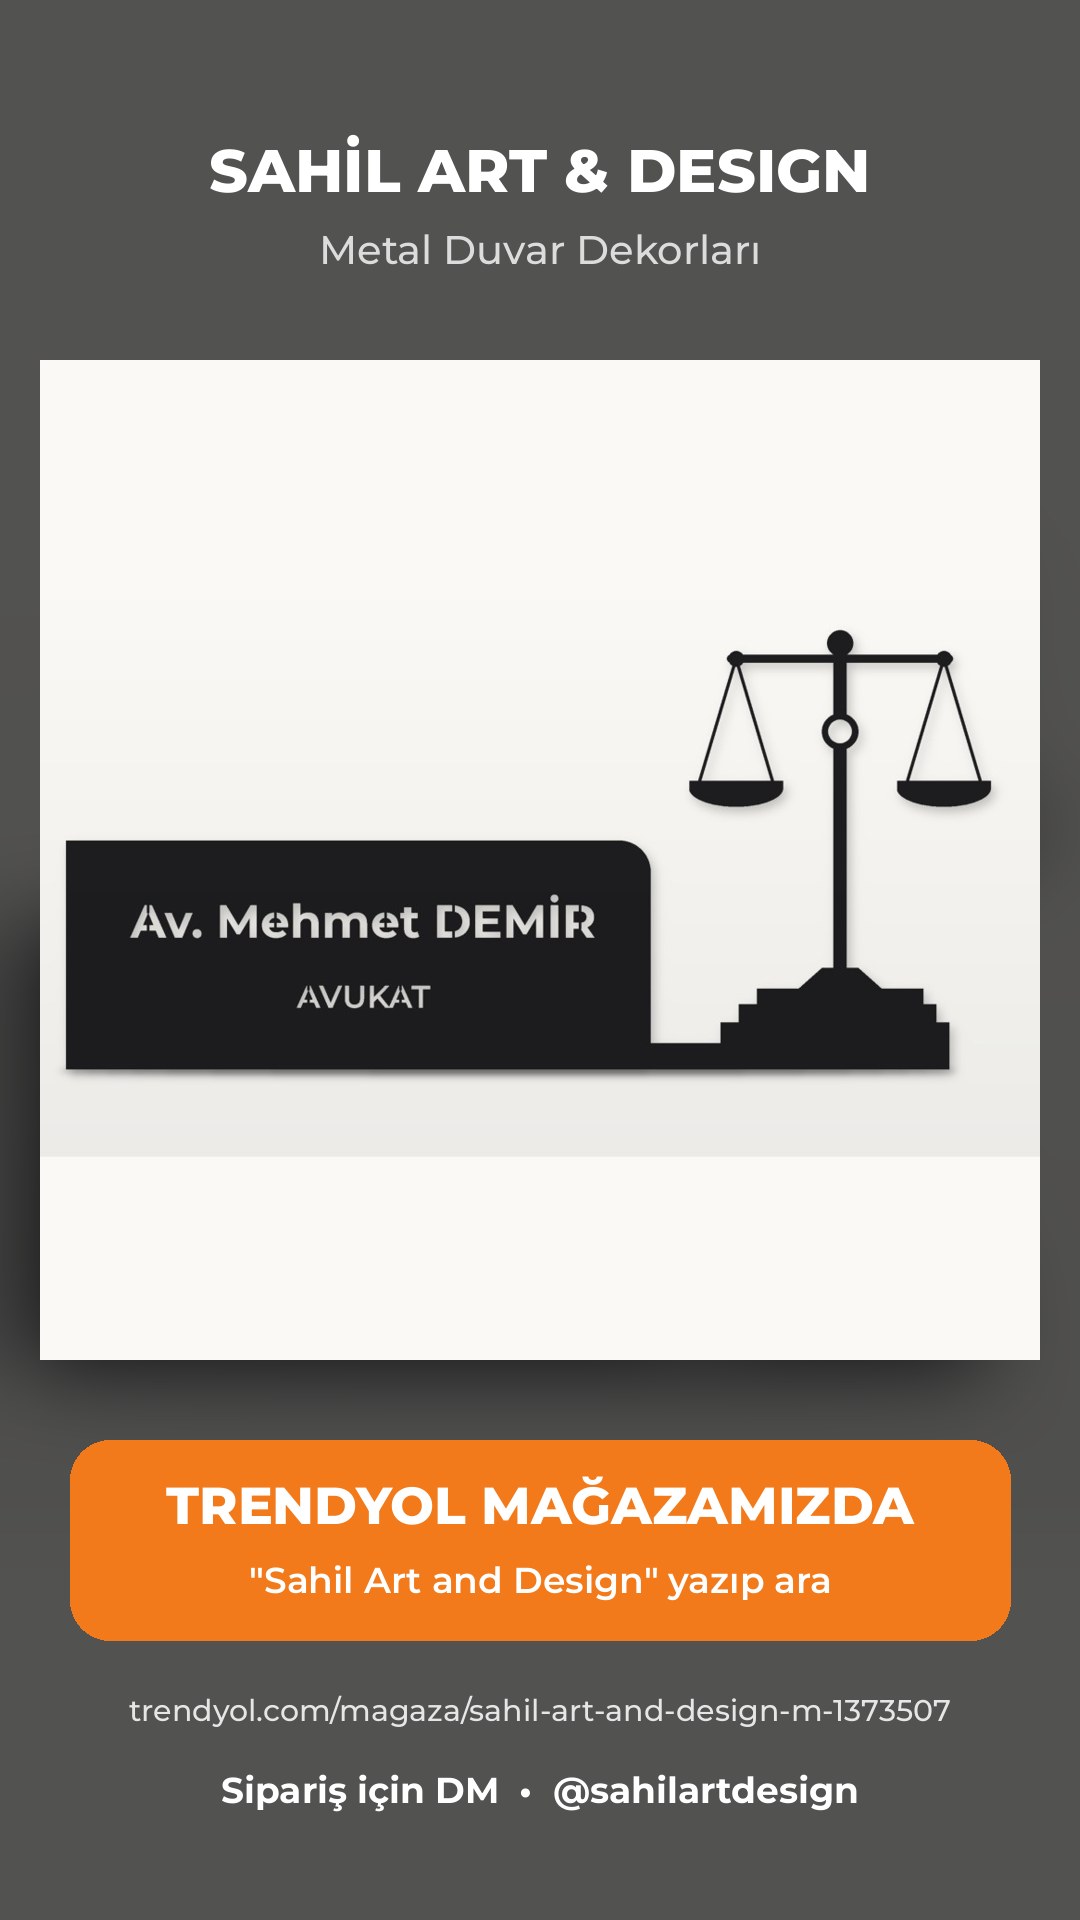 SAHİL ART & DESIGN
Metal Duvar Dekorları
Av. Mehmet DEMİR
AVUKAT
TRENDYOL MAĞAZAMIZDA
"Sahil Art and Design" yazıp ara
trendyol.com/magaza/sahil-art-and-design-m-1373507
Sipariş için DM • @sahilartdesign